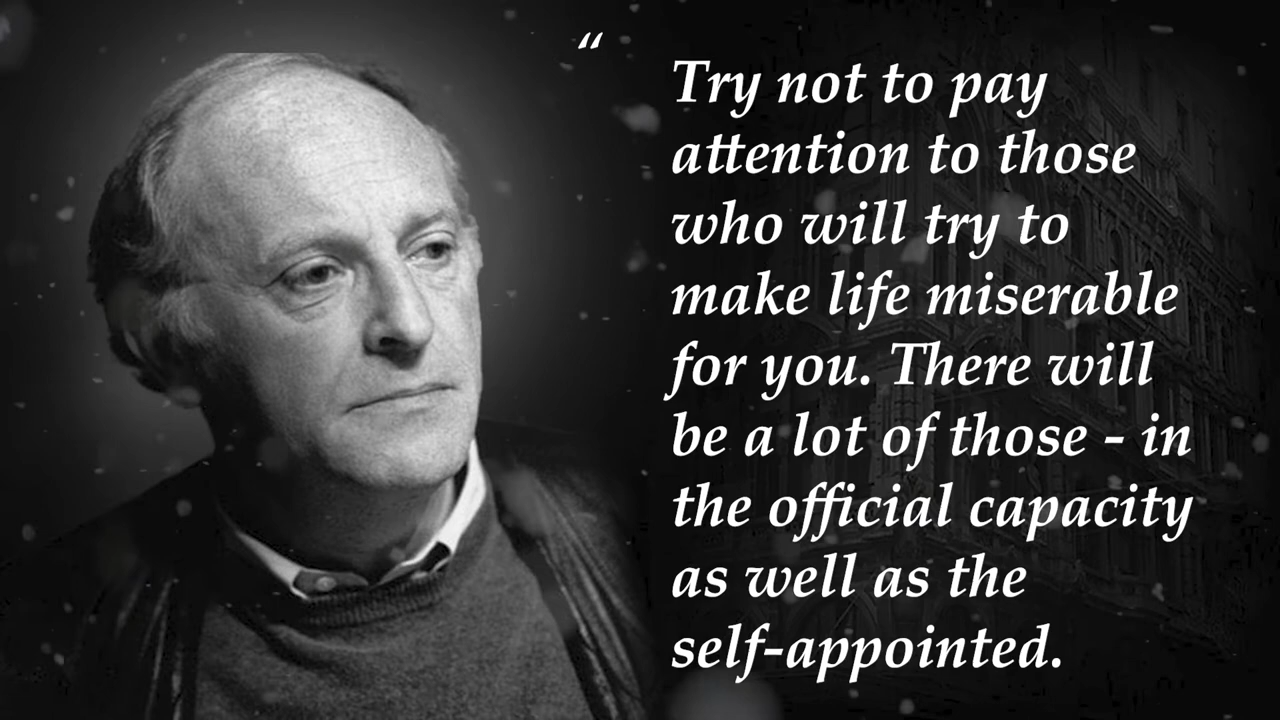 “
Try not to pay
attention to those
who will try to
make life miserable
for you. There will
be a lot of those - in
the official capacity
as well as the
self-appointed.